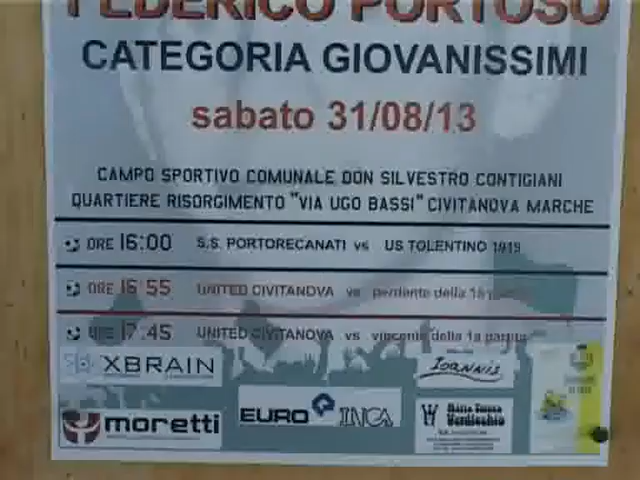 FEDERICO PORTOSO
CATEGORIA GIOVANISSIMI
sabato 31/08/13
CAMPO SPORTIVO COMUNALE DON SILVESTRO CONTIGIANI
QUARTIERE RISORGIMENTO "VIA UGO BASSI" CIVITANOVA MARCHE
ORE 16:00 S.S. PORTORECANATI vs US TOLENTINO 1919
ORE 16:55 UNITED CIVITANOVA vs perdente della 1a partita
ORE 17:45 UNITED CIVITANOVA vs vincente della 1a partita
XBRAIN
Ioannis
moretti
EURO INCA